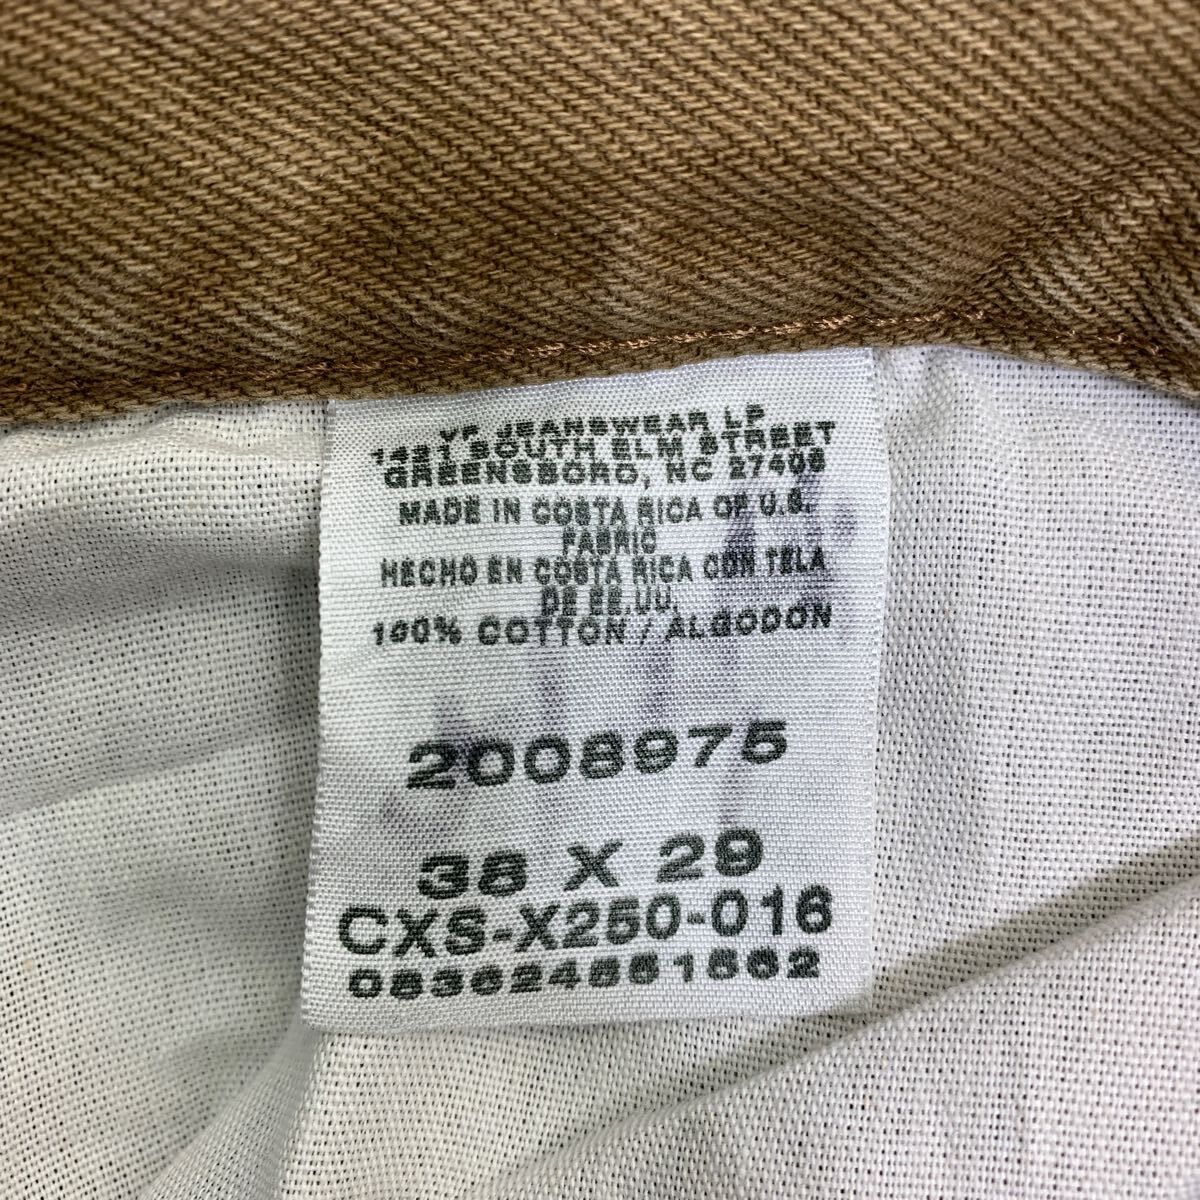 VF JEANSWEAR LP
1421 SOUTH ELM STREET
GREENSBORO, NC 27406
MADE IN COSTA RICA OF U.S.
FABRIC
HECHO EN COSTA RICA CON TELA
DE EE.UU.
100% COTTON / ALGODON
2008975
38 X 29
CXS-X250-016